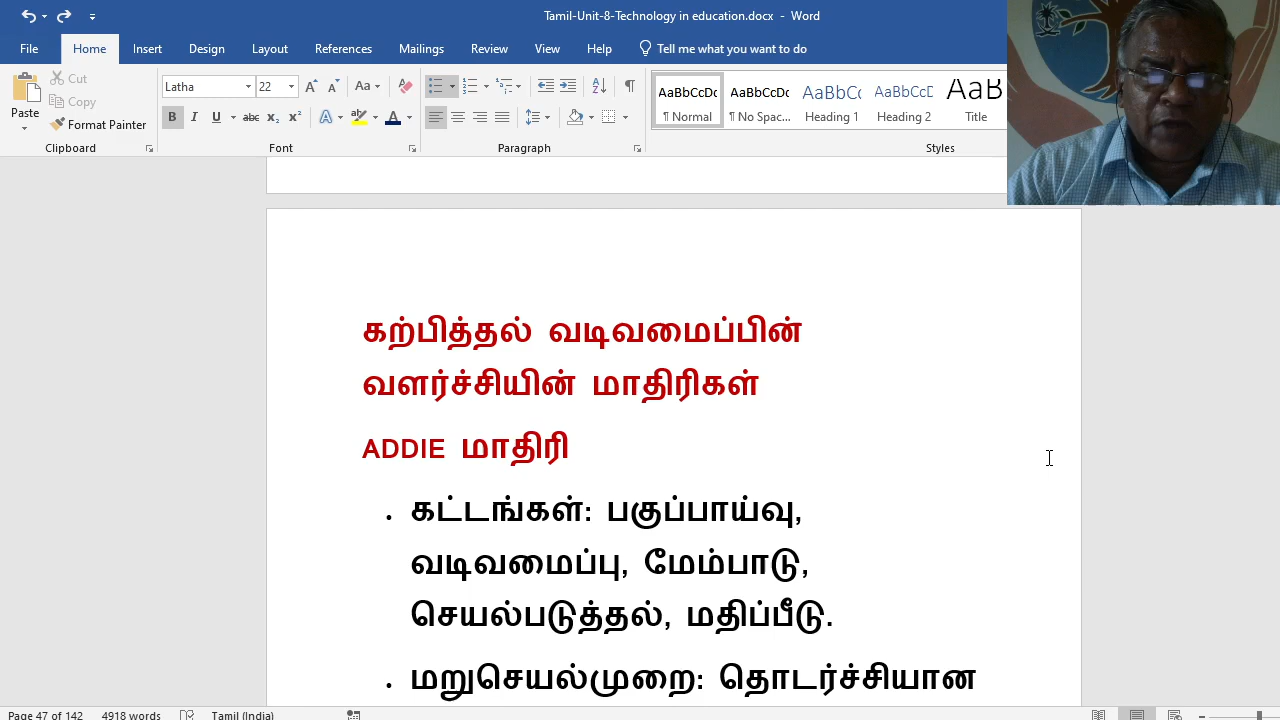 Tamil-Unit-8-Technology in education.docx - Word
File Home Insert Design Layout References Mailings Review View Help Tell me what you want to do
Cut
Copy
Paste
Format Painter
Clipboard
Latha 22
Font
Paragraph
AaBbCcDc AaBbCcDc AaBbCc AaBbCcD AaB
¶ Normal ¶ No Spac... Heading 1 Heading 2 Title
Styles
கற்பித்தல் வடிவமைப்பின்
வளர்ச்சியின் மாதிரிகள்
ADDIE மாதிரி
• கட்டங்கள்: பகுப்பாய்வு,
வடிவமைப்பு, மேம்பாடு,
செயல்படுத்தல், மதிப்பீடு.
• மறுசெயல்முறை: தொடர்ச்சியான
Page 47 of 142 4918 words Tamil (India)